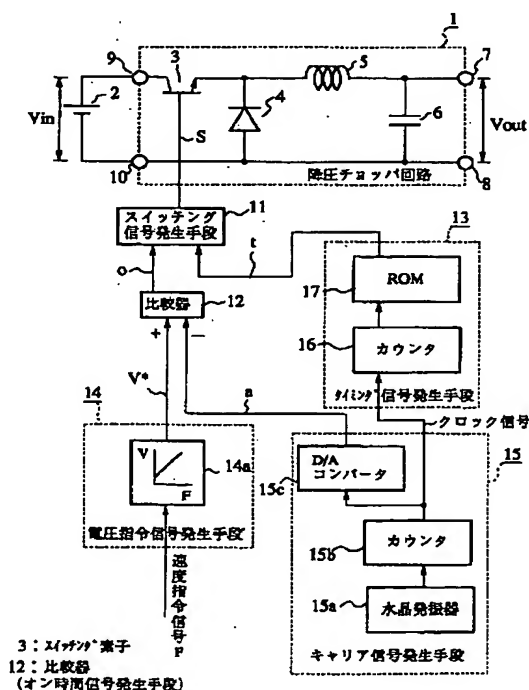 1
9
3
5
7
2
4
6
Vin
S
Vout
10
降圧チョッパ回路
8
スイッチング
信号発生手段
11
t
13
o
17
ROM
比較器
12
+
−
16
カウンタ
タイミング信号発生手段
V*
a
クロック信号
14
V
F
14a
D/A
コンバータ
15
15c
電圧指令信号発生手段
カウンタ
15b
速度指令信号F
15a
水晶発振器
キャリア信号発生手段
3：スイッチング素子
12：比較器
(オン時間信号発生手段)